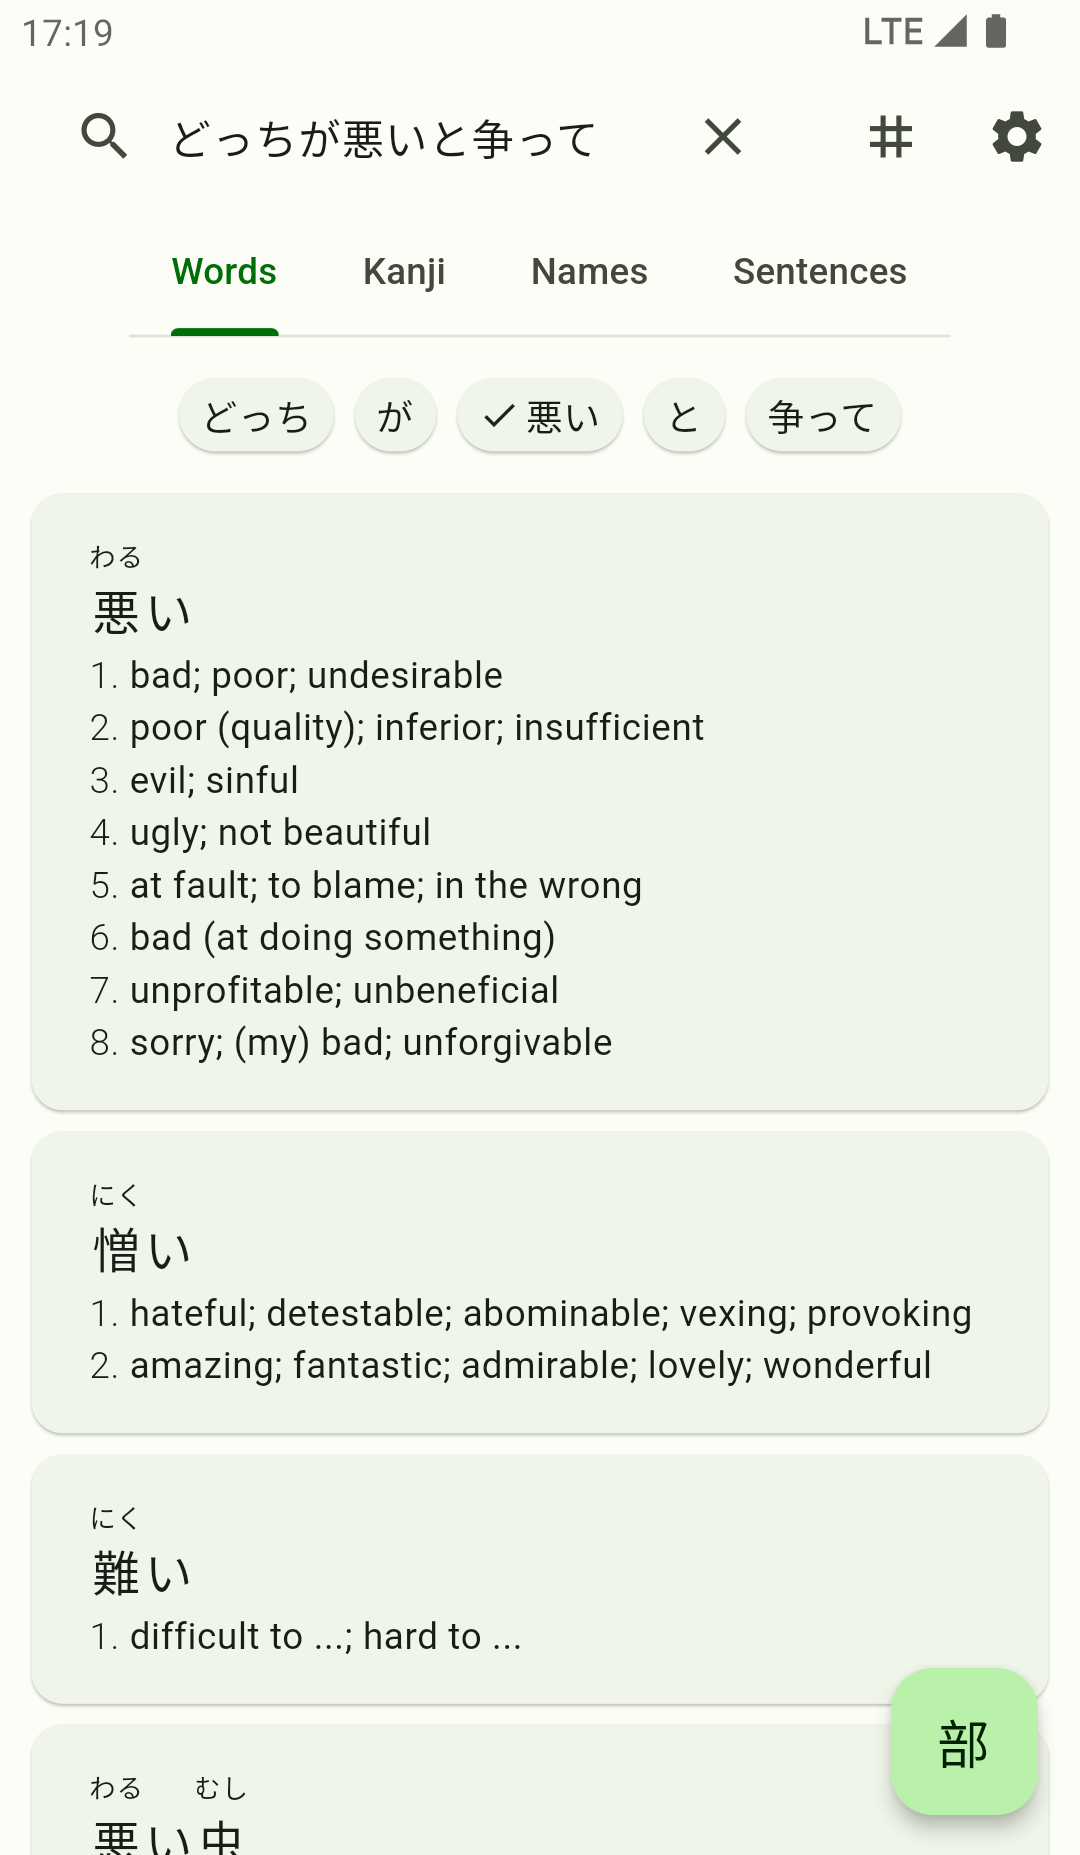 17:19 LTE
どっちが悪いと争って
Words Kanji Names Sentences
どっち が 悪い と 争って
わる
悪い
1. bad; poor; undesirable
2. poor (quality); inferior; insufficient
3. evil; sinful
4. ugly; not beautiful
5. at fault; to blame; in the wrong
6. bad (at doing something)
7. unprofitable; unbeneficial
8. sorry; (my) bad; unforgivable
にく
憎い
1. hateful; detestable; abominable; vexing; provoking
2. amazing; fantastic; admirable; lovely; wonderful
にく
難い
1. difficult to ...; hard to ...
部
わる むし
悪い虫